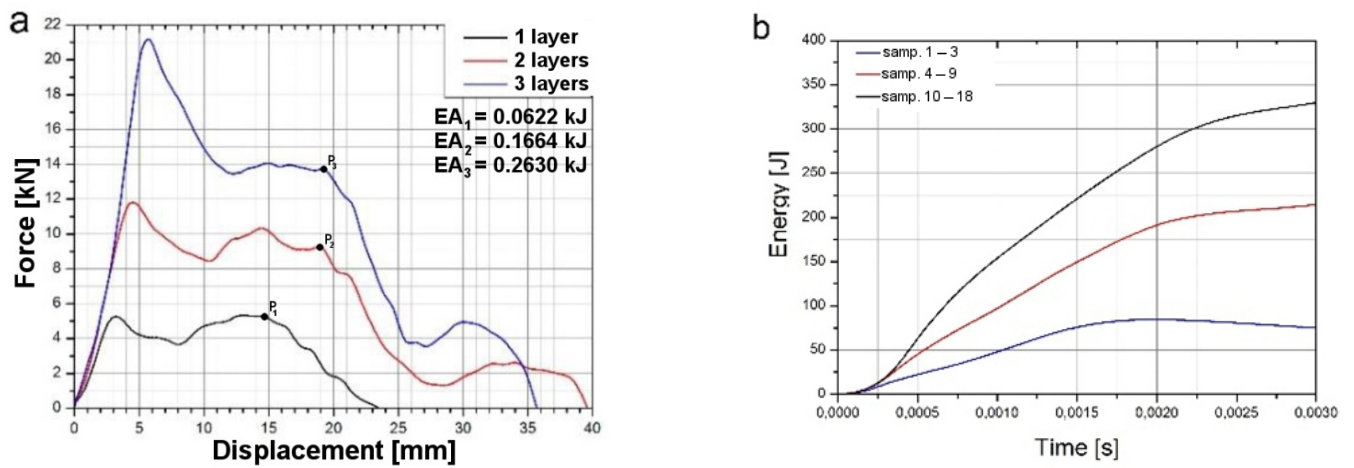 a
22
20
18
16
14
12
10
8
6
4
2
0
Force [kN]
1 layer
2 layers
3 layers
EA1 = 0.0622 kJ
EA2 = 0.1664 kJ
EA3 = 0.2630 kJ
P3
P2
P1
0 5 10 15 20 25 30 35 40
Displacement [mm]
b
400
350
300
250
200
150
100
50
0
Energy [J]
samp. 1 – 3
samp. 4 – 9
samp. 10 – 18
0,0000 0,0005 0,0010 0,0015 0,0020 0,0025 0,0030
Time [s]